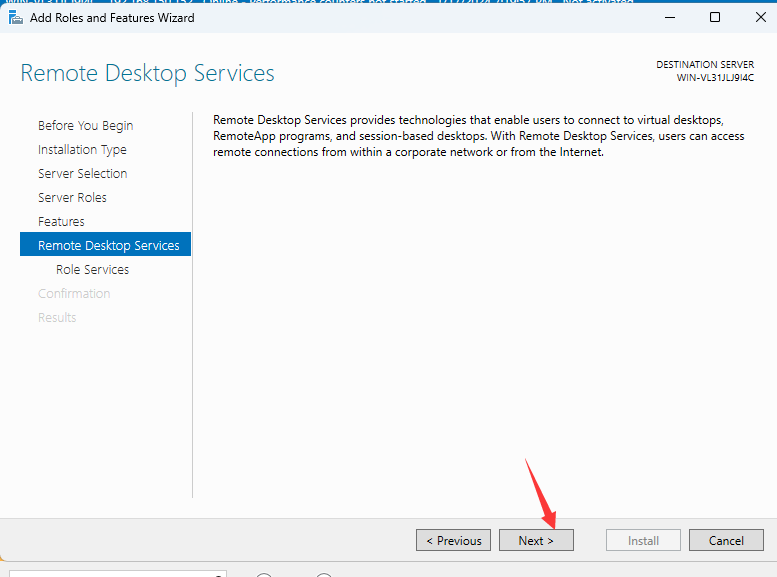 Add Roles and Features Wizard
Remote Desktop Services
DESTINATION SERVER
WIN-VL31JLJ9I4C
Before You Begin
Installation Type
Server Selection
Server Roles
Features
Remote Desktop Services
Role Services
Confirmation
Results
Remote Desktop Services provides technologies that enable users to connect to virtual desktops,
RemoteApp programs, and session-based desktops. With Remote Desktop Services, users can access
remote connections from within a corporate network or from the Internet.
< Previous
Next >
Install
Cancel